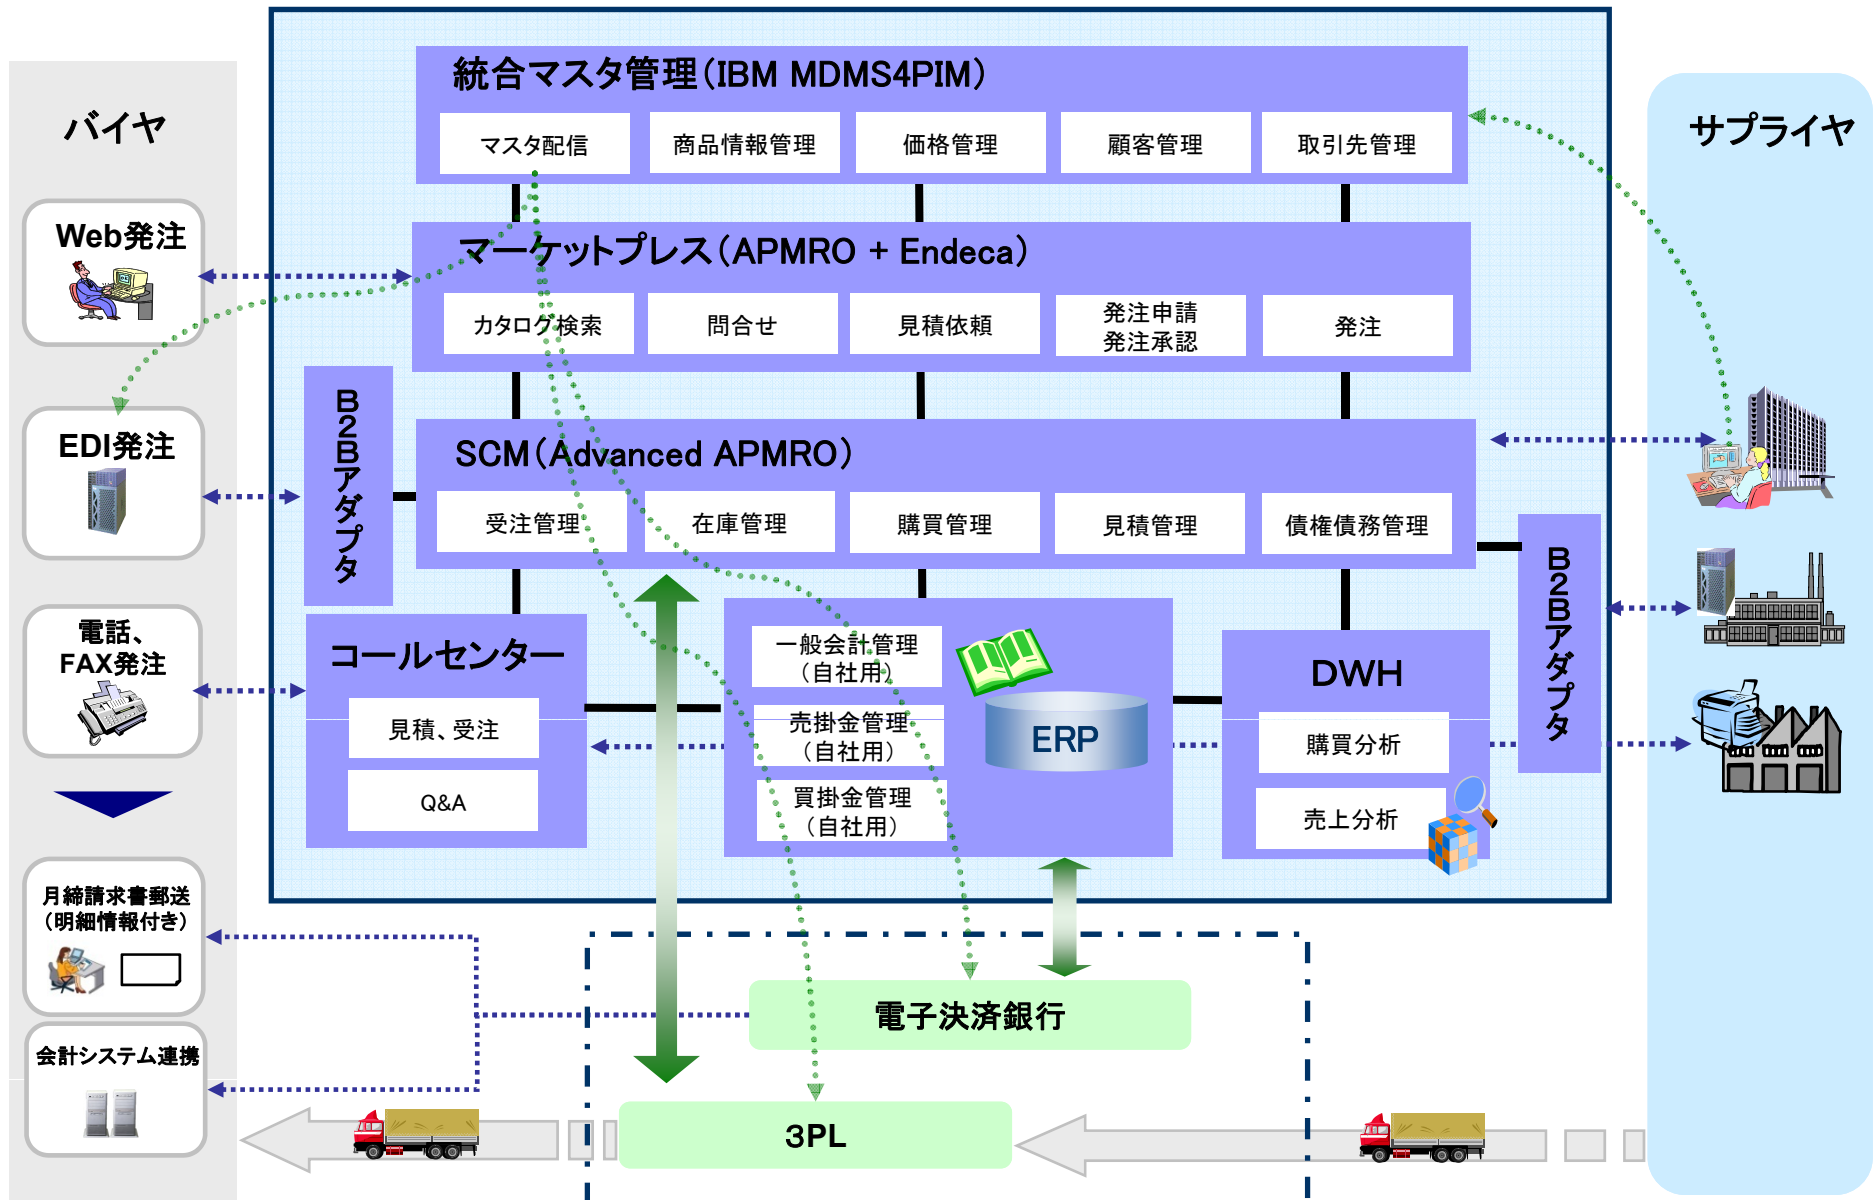 統合マスタ管理（IBM MDMS4PIM）
マスタ配信
商品情報管理
価格管理
顧客管理
取引先管理
バイヤ
サプライヤ
Web発注
マーケットプレス（APMRO + Endeca）
カタログ検索
問合せ
見積依頼
発注申請
発注承認
発注
EDI発注
B2Bアダプタ
SCM（Advanced APMRO）
受注管理
在庫管理
購買管理
見積管理
債権債務管理
B2Bアダプタ
電話、
FAX発注
コールセンター
見積、受注
Q&A
一般会計管理
（自社用）
売掛金管理
（自社用）
買掛金管理
（自社用）
ERP
DWH
購買分析
売上分析
月締請求書郵送
（明細情報付き）
電子決済銀行
会計システム連携
3PL